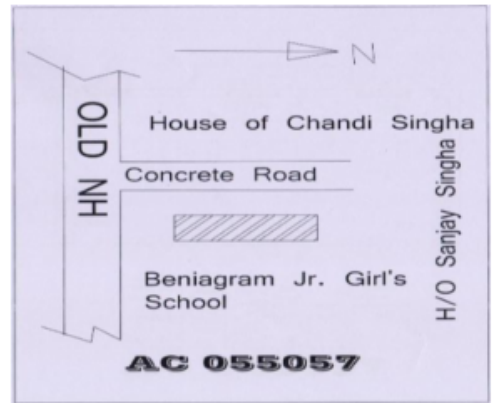 N
House of Chandi Singha
OLD NH
Concrete Road
H/O Sanjay Singha
Beniagram Jr. Girl's
School
AC 055057